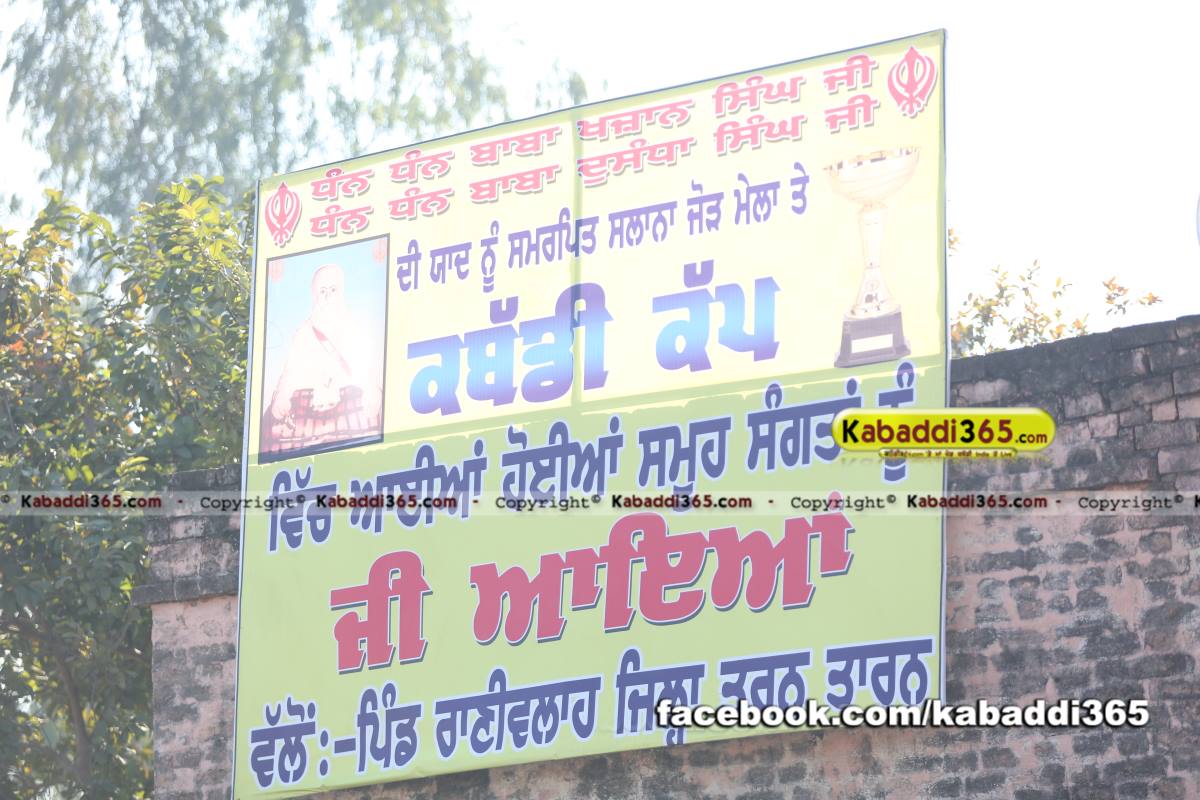 ਧੰਨ ਧੰਨ ਬਾਬਾ ਖਜ਼ਾਨ ਸਿੰਘ ਜੀ
ਧੰਨ ਧੰਨ ਬਾਬਾ ਦੁਸੰਧਾ ਸਿੰਘ ਜੀ
ਦੀ ਯਾਦ ਨੂੰ ਸਮਰਪਿਤ ਸਲਾਨਾ ਜੋੜ ਮੇਲਾ ਤੇ
ਕਬੱਡੀ ਕੱਪ
ਵਿੱਚ ਆਈਆਂ ਹੋਈਆਂ ਸਮੂਹ ਸੰਗਤਾਂ ਨੂੰ
Kabaddi365.com
© Kabaddi365.com - Copyright© Kabaddi365.com - Copyright© Kabaddi365.com - Copyright© Kabaddi365.com - Copyright© Kabaddi365.com - Copyright© K
ਜੀ ਆਇਆਂ
ਵੱਲੋਂ:-ਪਿੰਡ ਰਾਣੀਵਲਾਹ ਜਿਲ੍ਹਾ ਤਰਨ ਤਾਰਨ
facebook.com/kabaddi365